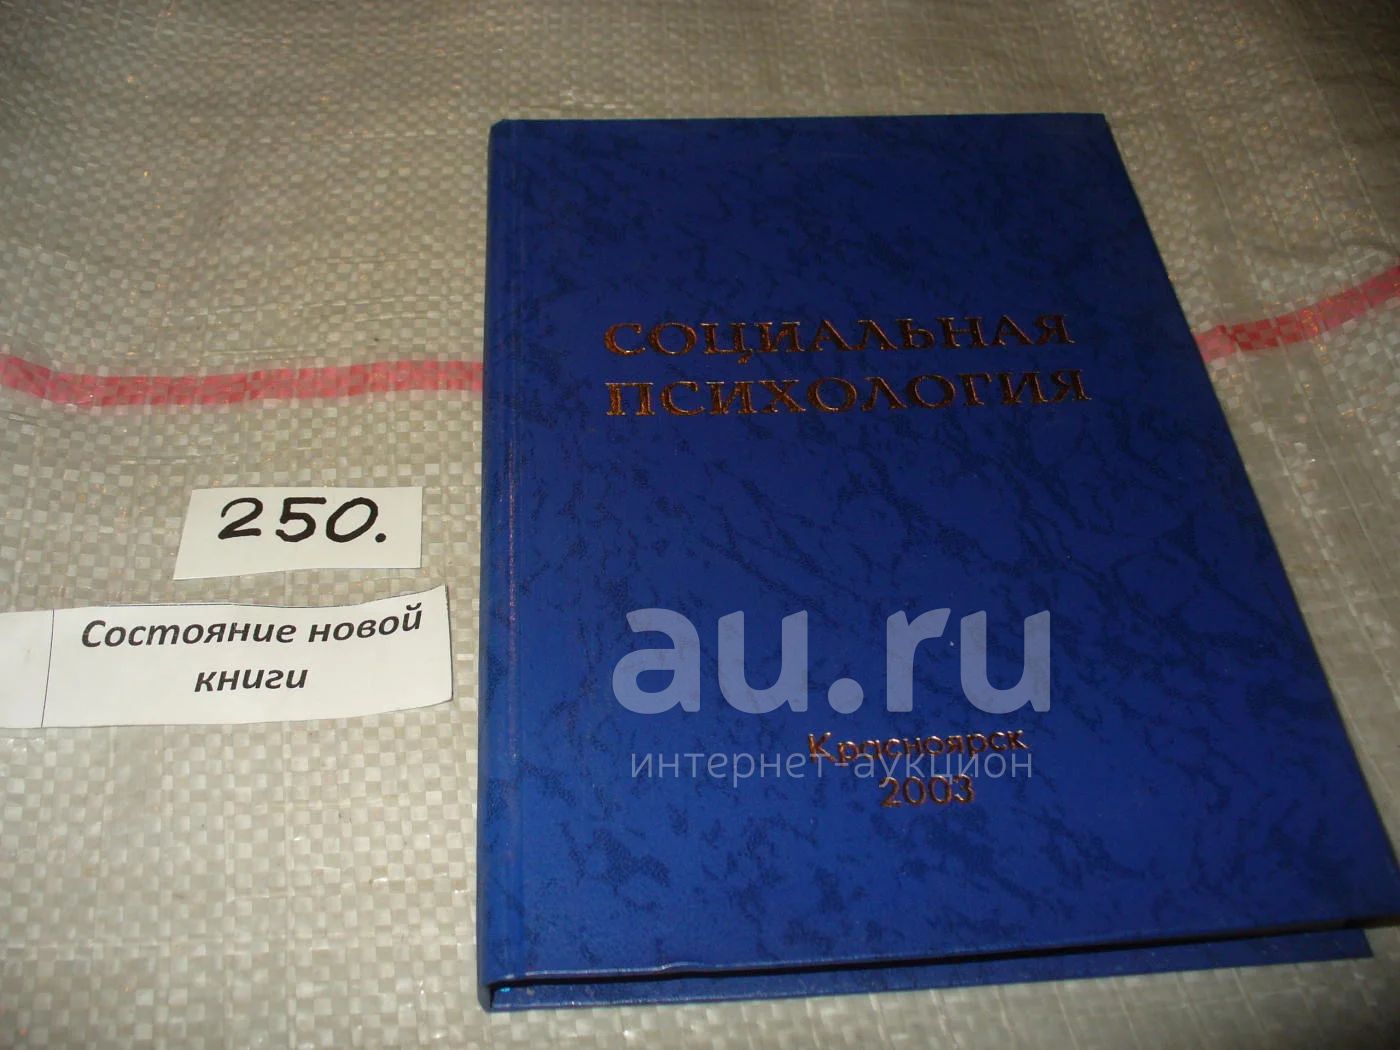 СОЦИАЛЬНАЯ
ПСИХОЛОГИЯ
250.
Состояние новой
книги
au.ru
интернет-аукцион
Красноярск
2003